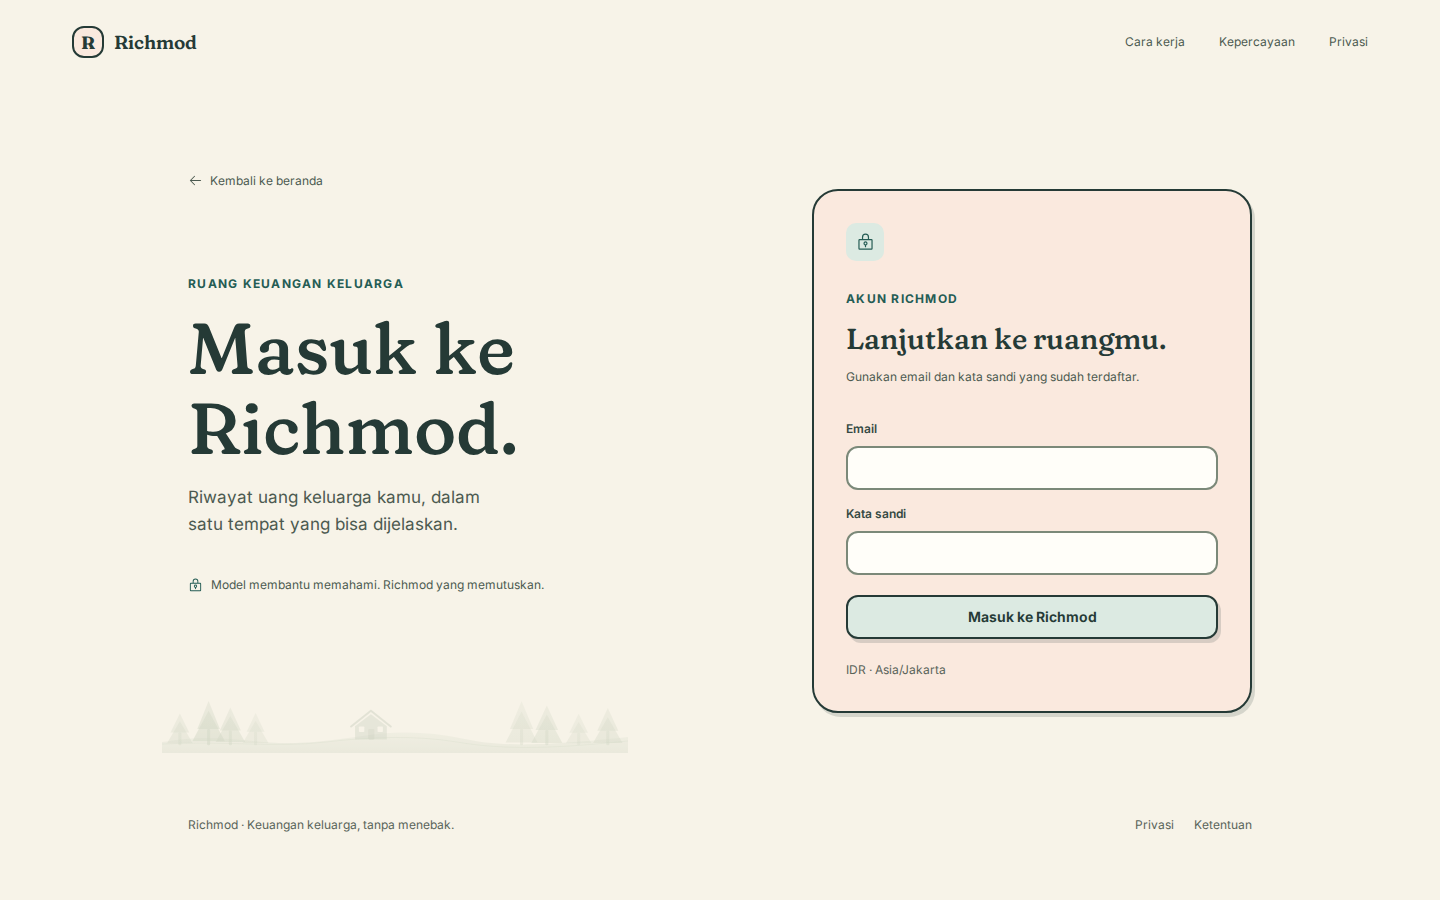 R Richmod
Cara kerja Kepercayaan Privasi
Kembali ke beranda
RUANG KEUANGAN KELUARGA
Masuk ke
Richmod.
Riwayat uang keluarga kamu, dalam
satu tempat yang bisa dijelaskan.
Model membantu memahami. Richmod yang memutuskan.
AKUN RICHMOD
Lanjutkan ke ruangmu.
Gunakan email dan kata sandi yang sudah terdaftar.
Email
Kata sandi
Masuk ke Richmod
IDR · Asia/Jakarta
Richmod · Keuangan keluarga, tanpa menebak.
Privasi Ketentuan